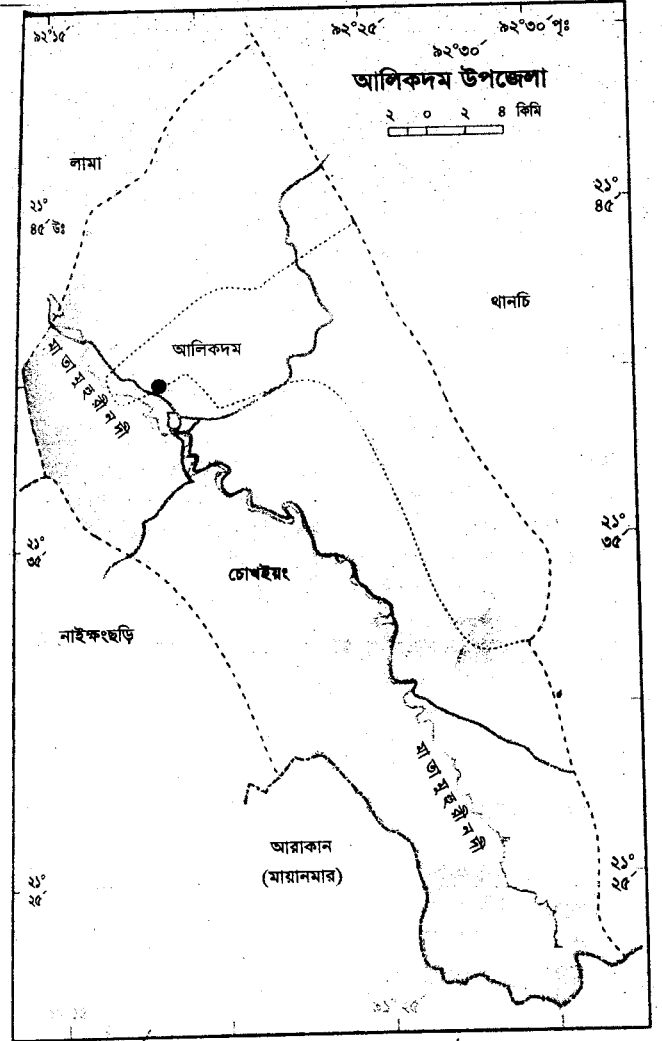 ৯২°১৫′
৯২°২৫′
৯২°৩০′
৯২°৩০′পূঃ
আলিকদম উপজেলা
২ ০ ২ ৪ কিমি
লামা
২১°
৪৫′উঃ
২১°
৪৫′
থানচি
আলিকদম
মাতামুহুরী নদী
২১°
৩৫′
২১°
৩৫′
চোখইয়ং
নাইক্ষংছড়ি
মাতামুহুরী নদী
আরাকান
(মায়ানমার)
২১°
২৫′
২১°
২৫′